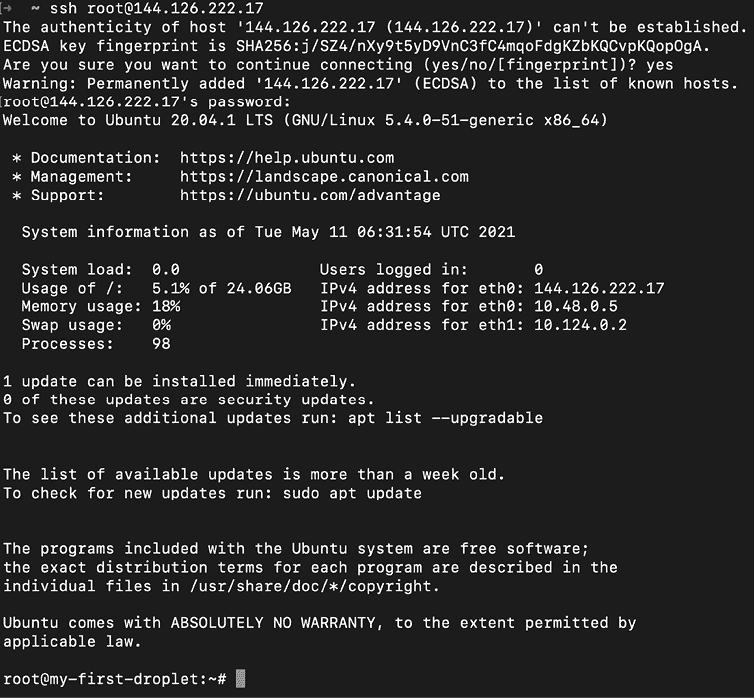 →  ~ ssh root@144.126.222.17
The authenticity of host '144.126.222.17 (144.126.222.17)' can't be established.
ECDSA key fingerprint is SHA256:j/SZ4/nXy9t5yD9VnC3fC4mqoFdgKZbKQCvpKQopOgA.
Are you sure you want to continue connecting (yes/no/[fingerprint])? yes
Warning: Permanently added '144.126.222.17' (ECDSA) to the list of known hosts.
[root@144.126.222.17's password:
Welcome to Ubuntu 20.04.1 LTS (GNU/Linux 5.4.0-51-generic x86_64)
* Documentation:  https://help.ubuntu.com
* Management:     https://landscape.canonical.com
* Support:        https://ubuntu.com/advantage
System information as of Tue May 11 06:31:54 UTC 2021
System load:  0.0                Users logged in:       0
Usage of /:   5.1% of 24.06GB   IPv4 address for eth0: 144.126.222.17
Memory usage: 18%               IPv4 address for eth0: 10.48.0.5
Swap usage:   0%                IPv4 address for eth1: 10.124.0.2
Processes:    98
1 update can be installed immediately.
0 of these updates are security updates.
To see these additional updates run: apt list --upgradable
The list of available updates is more than a week old.
To check for new updates run: sudo apt update
The programs included with the Ubuntu system are free software;
the exact distribution terms for each program are described in the
individual files in /usr/share/doc/*/copyright.
Ubuntu comes with ABSOLUTELY NO WARRANTY, to the extent permitted by
applicable law.
root@my-first-droplet:~#